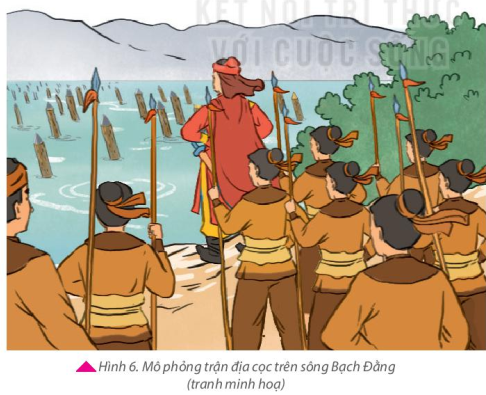 KẾT NỐI TRI THỨC
VỚI CUỘC SỐNG
Hình 6. Mô phỏng trận địa cọc trên sông Bạch Đằng
(tranh minh hoạ)